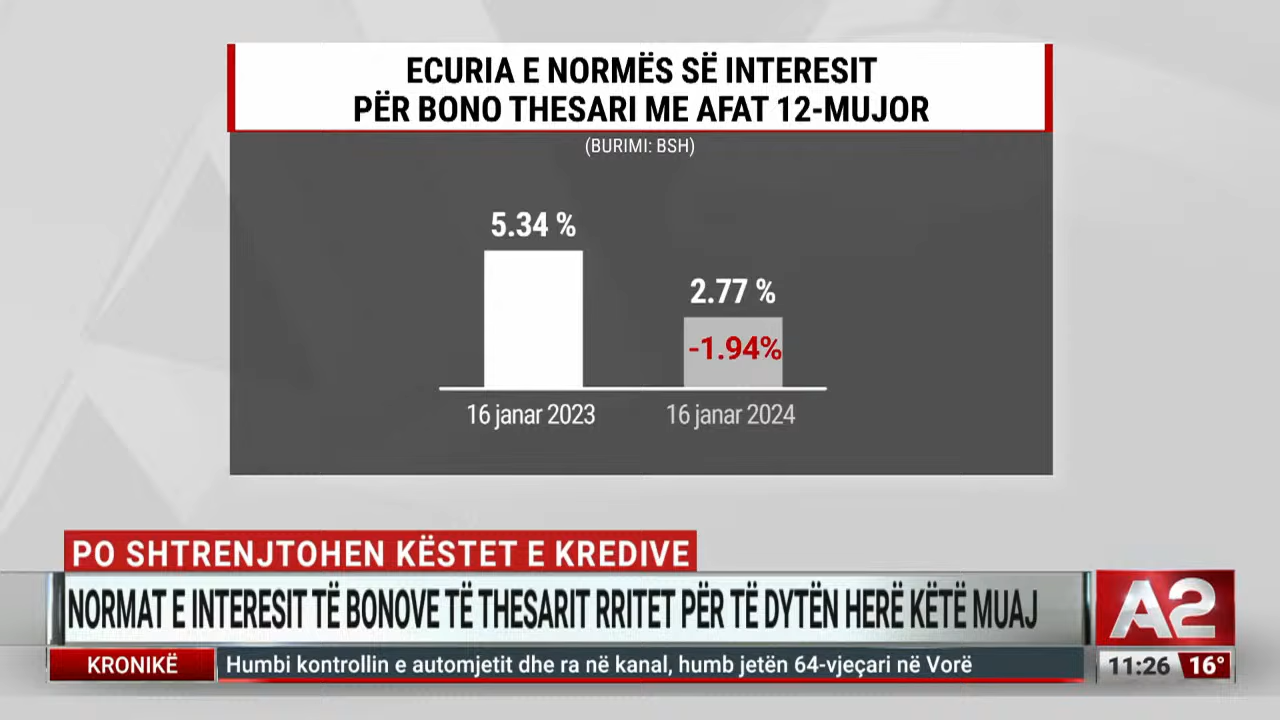 ECURIA E NORMËS SË INTERESIT
PËR BONO THESARI ME AFAT 12-MUJOR
(BURIMI: BSH)
5.34 %
2.77 %
-1.94%
16 janar 2023
16 janar 2024
PO SHTRENJTOHEN KËSTET E KREDIVE
NORMAT E INTERESIT TË BONOVE TË THESARIT RRITET PËR TË DYTËN HERË KËTË MUAJ
A2
KRONIKË
Humbi kontrollin e automjetit dhe ra në kanal, humb jetën 64-vjeçari në Vorë
11:26
16°